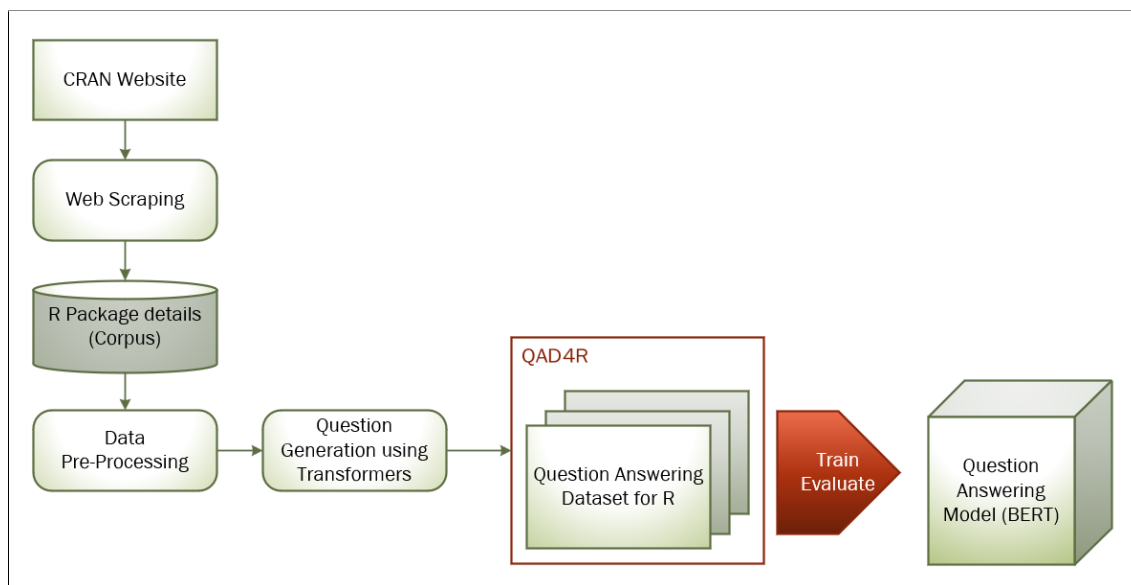 CRAN Website
Web Scraping
R Package details
(Corpus)
Data
Pre-Processing
Question
Generation using
Transformers
QAD4R
Question Answering
Dataset for R
Train
Evaluate
Question
Answering
Model (BERT)